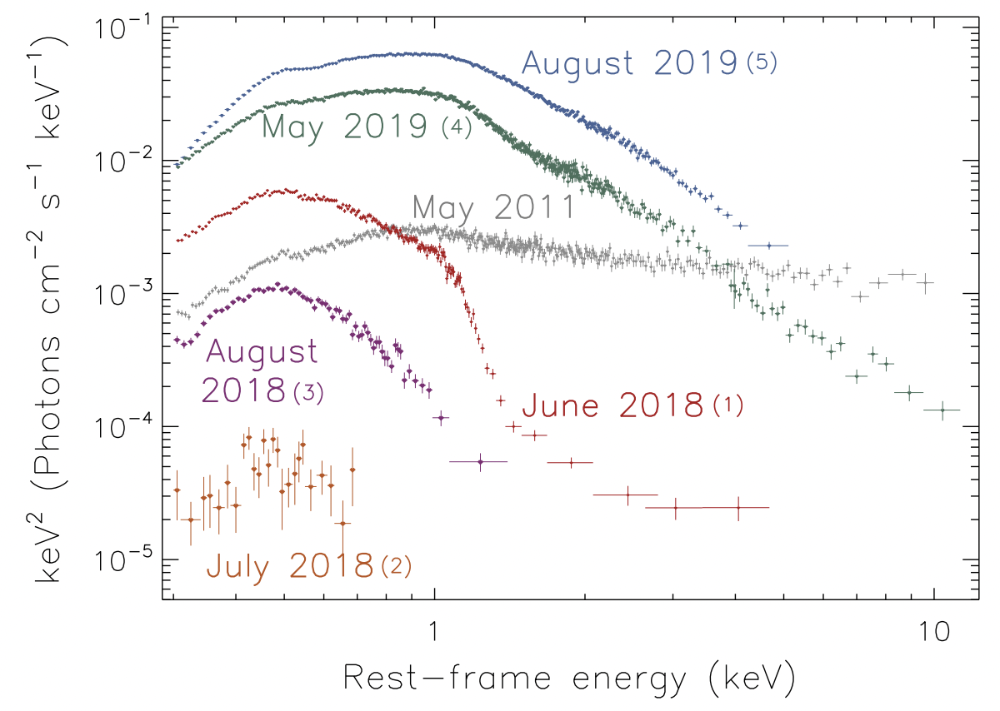 10−1
August 2019 (5)
May 2019 (4)
10−2
May 2011
10−3
August
2018 (3)
June 2018 (1)
10−4
July 2018 (2)
10−5
keV2 (Photons cm−2 s−1 keV−1)
1
10
Rest−frame energy (keV)